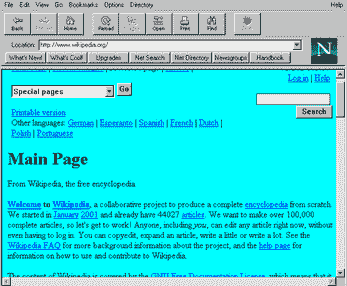 File Edit View Go Bookmarks Options Directory Help
Back Home Reload Open Print Find
Location: http://www.wikipedia.org/
What's New! What's Cool! Upgrades Net Search Net Directory Newsgroups Handbook
N
Log in | Help
Special pages Go
Search
Printable version
Other languages: German | Esperanto | Spanish | French | Dutch |
Polish | Portuguese
Main Page
From Wikipedia, the free encyclopedia
Welcome to Wikipedia, a collaborative project to produce a complete encyclopedia from scratch.
We started in January 2001 and already have 44027 articles. We want to make over 100,000
complete articles, so let's get to work! Anyone, including you, can edit any article right now, without
even having to log in. You can copyedit, expand an article, write a little or write a lot. See the
Wikipedia FAQ for more background information about the project, and the help page for
information on how to use and contribute to Wikipedia.
The content of Wikipedia is covered by the GNU Free Documentation License, which means that it